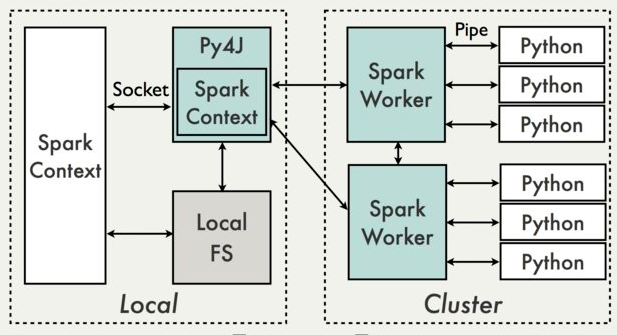 Spark
Context
Socket
Py4J
Spark
Context
Local
FS
Local
Spark
Worker
Spark
Worker
Pipe
Python
Python
Python
Python
Python
Python
Cluster